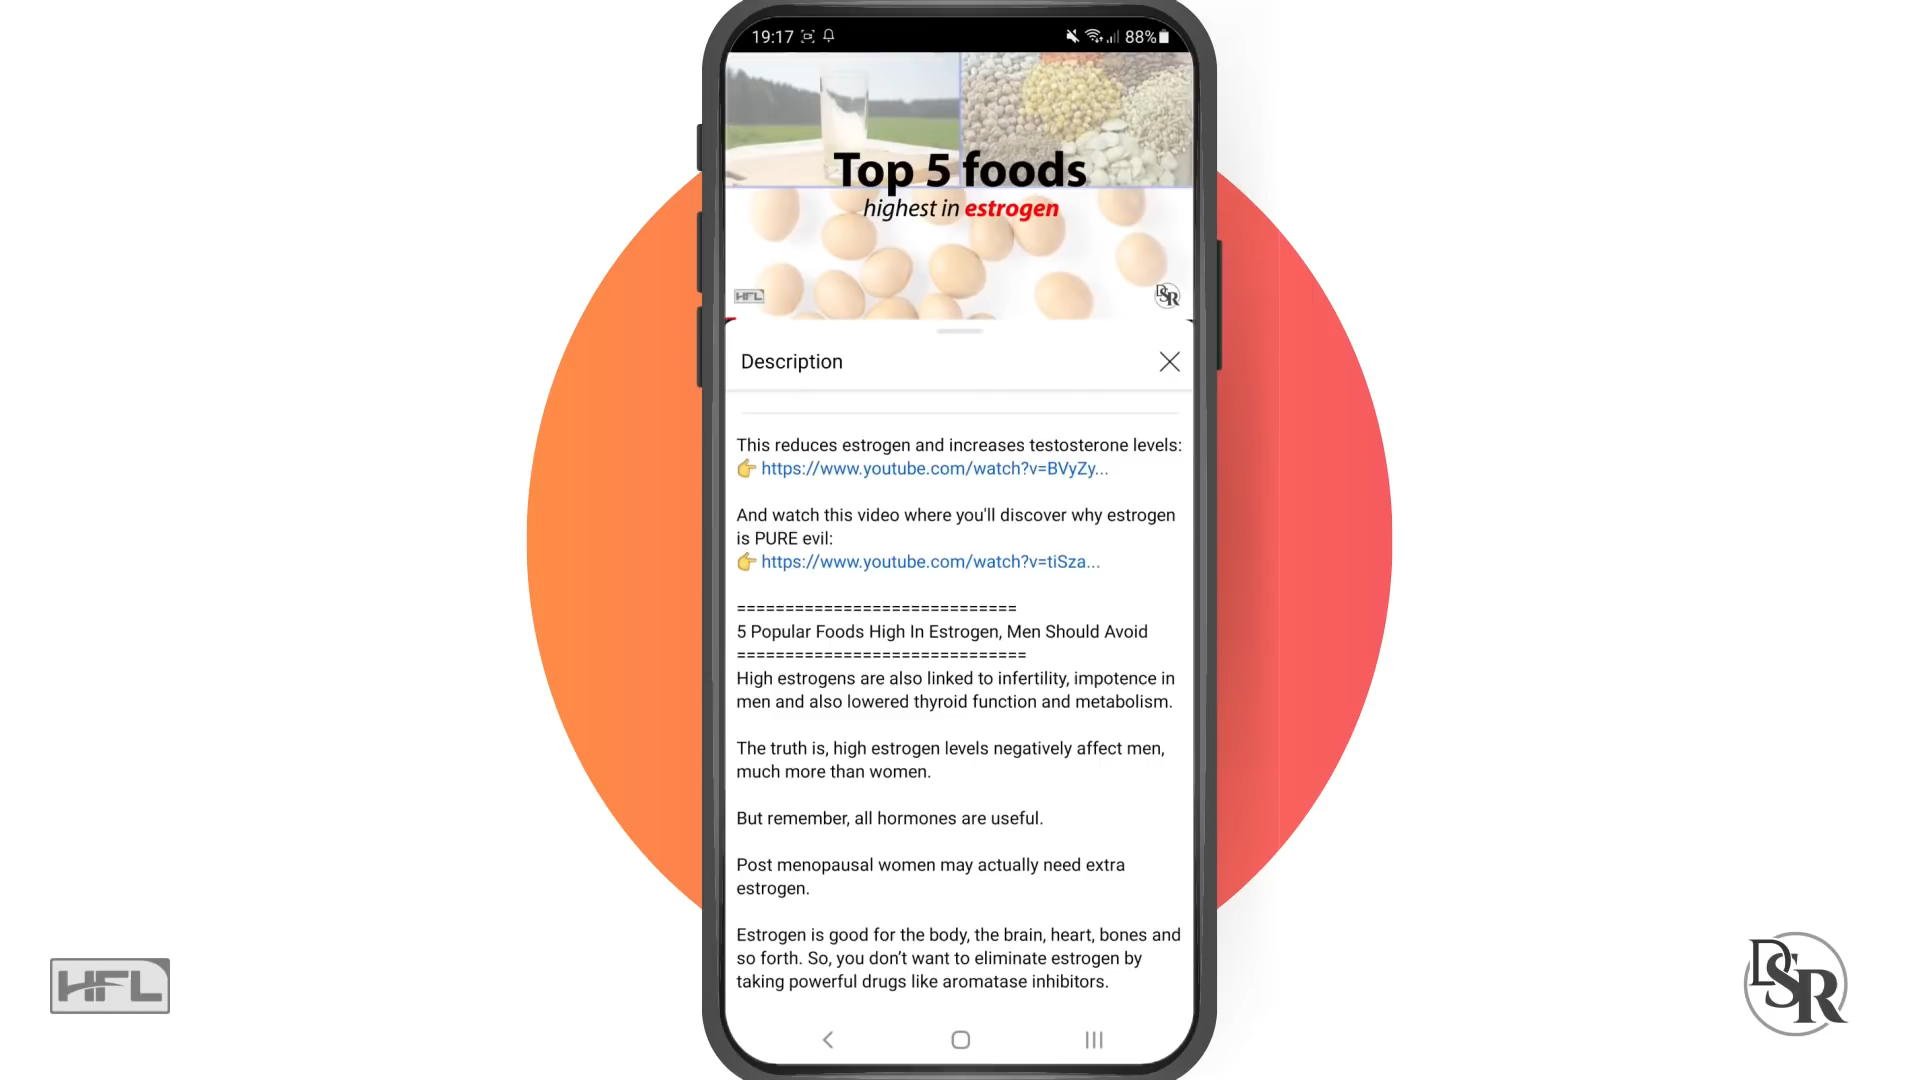 19:17
88%
Top 5 foods
highest in estrogen
HFL
DSR
Description
This reduces estrogen and increases testosterone levels:
👉 https://www.youtube.com/watch?v=BVyZy...
And watch this video where you'll discover why estrogen
is PURE evil:
👉 https://www.youtube.com/watch?v=tiSza...
=============================
5 Popular Foods High In Estrogen, Men Should Avoid
==============================
High estrogens are also linked to infertility, impotence in
men and also lowered thyroid function and metabolism.
The truth is, high estrogen levels negatively affect men,
much more than women.
But remember, all hormones are useful.
Post menopausal women may actually need extra
estrogen.
Estrogen is good for the body, the brain, heart, bones and
so forth. So, you don’t want to eliminate estrogen by
taking powerful drugs like aromatase inhibitors.
HFL
DSR